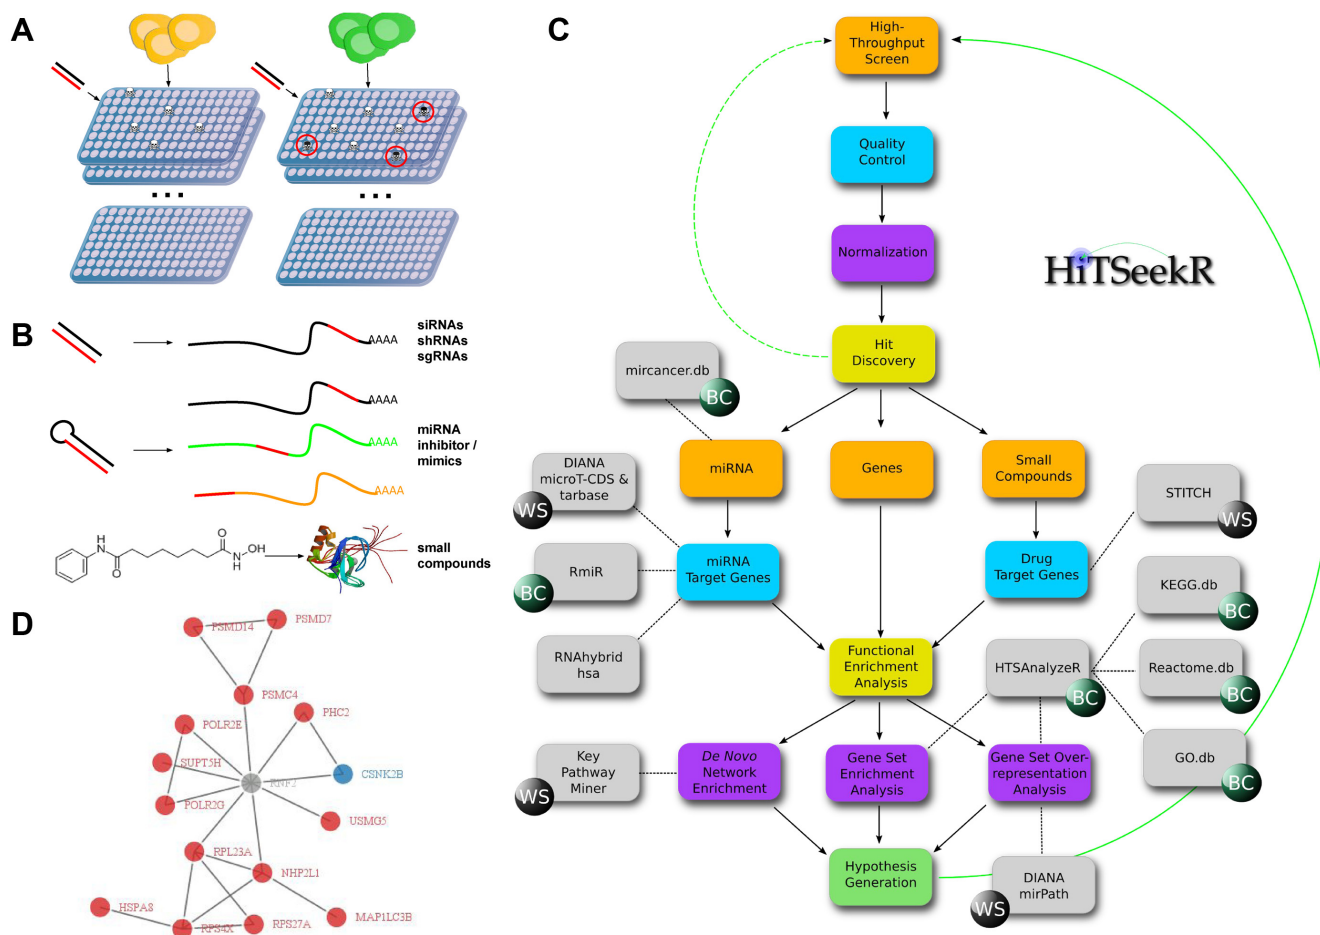 A
B
siRNAs
shRNAs
sgRNAs
AAAA
AAAA
miRNA
inhibitor /
mimics
AAAA
AAAA
H
N
O
O
N
H
OH
small
compounds
D
PSMD14
PSMD7
PSMC4
PHC2
POLR2E
SUPT5H
CSNK2B
RNF2
POLR2G
USMG5
RPL23A
NHP2L1
HSPA8
RPS4X
RPS27A
MAP1LC3B
C
High-
Throughput
Screen
Quality
Control
Normalization
HiTSeekR
Hit
Discovery
mircancer.db
BC
miRNA
Genes
Small
Compounds
DIANA
microT-CDS &
tarbase
WS
STITCH
WS
RmiR
BC
miRNA
Target Genes
Drug
Target Genes
KEGG.db
BC
RNAhybrid
hsa
Functional
Enrichment
Analysis
HTSAnalyzeR
BC
Reactome.db
BC
Key
Pathway
Miner
WS
De Novo
Network
Enrichment
Gene Set
Enrichment
Analysis
Gene Set Over-
representation
Analysis
GO.db
BC
Hypothesis
Generation
DIANA
mirPath
WS